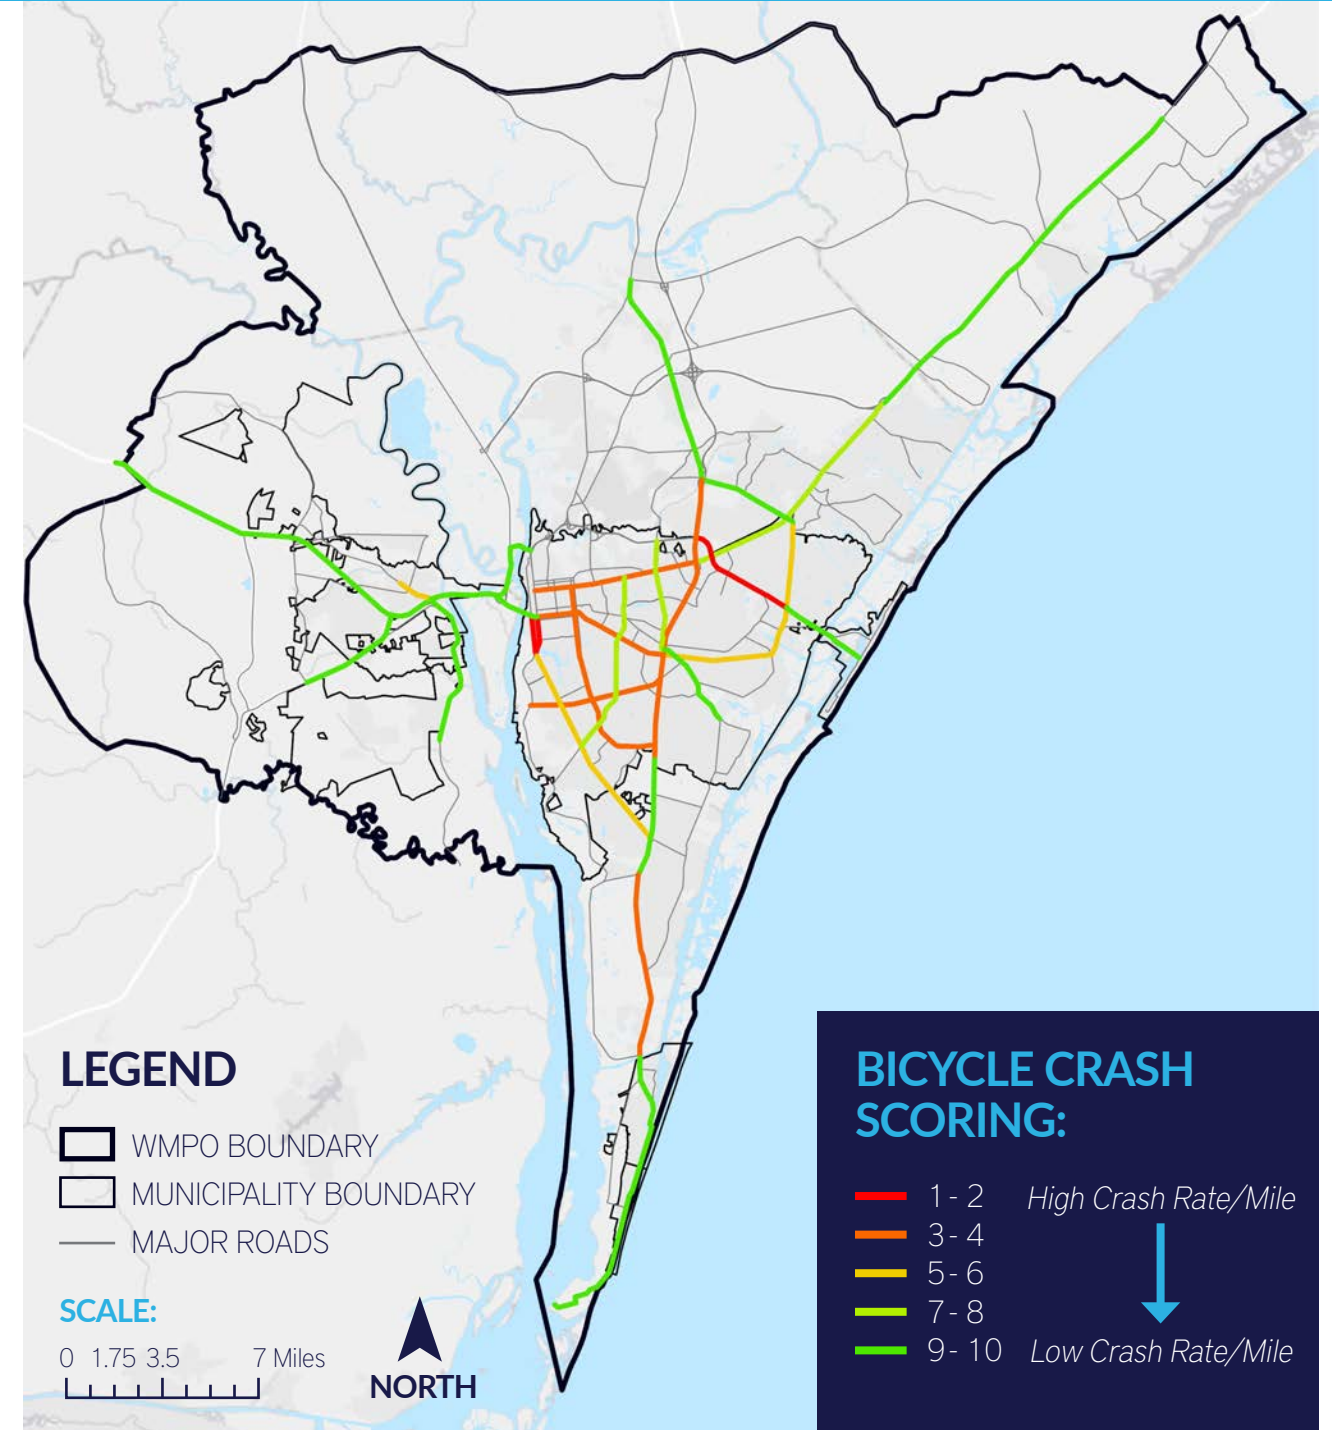 LEGEND
WMPO BOUNDARY
MUNICIPALITY BOUNDARY
MAJOR ROADS
SCALE:
0 1.75 3.5 7 Miles
NORTH
BICYCLE CRASH
SCORING:
1 - 2 High Crash Rate/Mile
3 - 4
5 - 6
7 - 8
9 - 10 Low Crash Rate/Mile